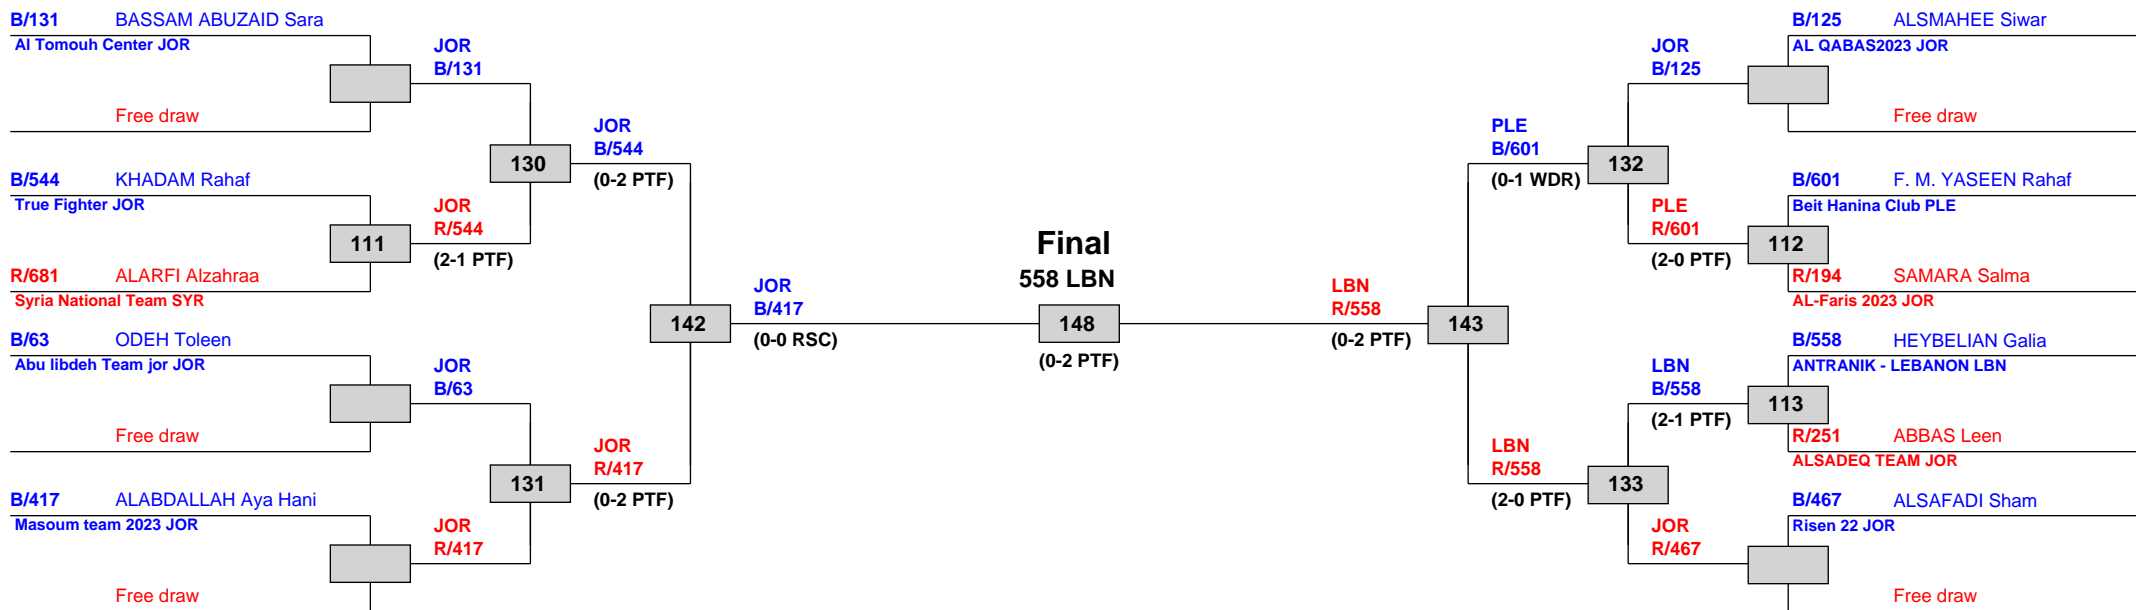 B/131 BASSAM ABUZAID Sara
Al Tomouh Center JOR
Free draw
B/544 KHADAM Rahaf
True Fighter JOR
R/681 ALARFI Alzahraa
Syria National Team SYR
B/63 ODEH Toleen
Abu libdeh Team jor JOR
Free draw
B/417 ALABDALLAH Aya Hani
Masoum team 2023 JOR
Free draw
111
JOR
B/131
JOR
R/544
(2-1 PTF)
JOR
B/63
JOR
R/417
130
131
JOR
B/544
(0-2 PTF)
JOR
R/417
(0-2 PTF)
142
JOR
B/417
(0-0 RSC)
Final
558 LBN
148
(0-2 PTF)
LBN
R/558
(0-2 PTF)
143
PLE
B/601
(0-1 WDR)
LBN
R/558
(2-0 PTF)
132
133
JOR
B/125
PLE
R/601
(2-0 PTF)
LBN
B/558
(2-1 PTF)
JOR
R/467
112
113
B/125 ALSMAHEE Siwar
AL QABAS2023 JOR
Free draw
B/601 F. M. YASEEN Rahaf
Beit Hanina Club PLE
R/194 SAMARA Salma
AL-Faris 2023 JOR
B/558 HEYBELIAN Galia
ANTRANIK - LEBANON LBN
R/251 ABBAS Leen
ALSADEQ TEAM JOR
B/467 ALSAFADI Sham
Risen 22 JOR
Free draw